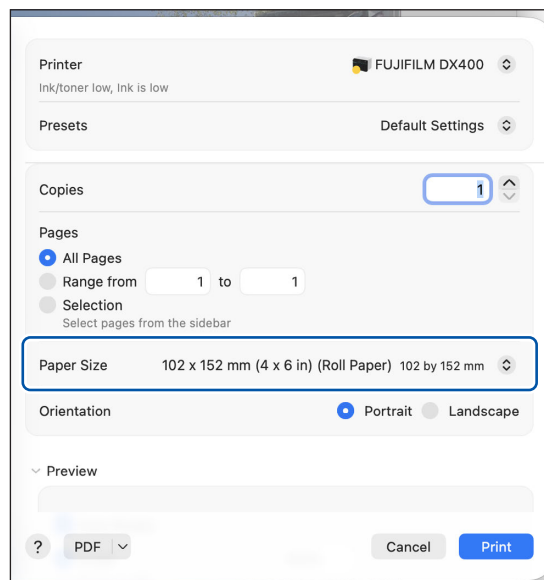 Printer FUJIFILM DX400
Ink/toner low, Ink is low
Presets Default Settings
Copies 1
Pages
All Pages
Range from 1 to 1
Selection
Select pages from the sidebar
Paper Size 102 x 152 mm (4 x 6 in) (Roll Paper) 102 by 152 mm
Orientation Portrait Landscape
Preview
? PDF Cancel Print